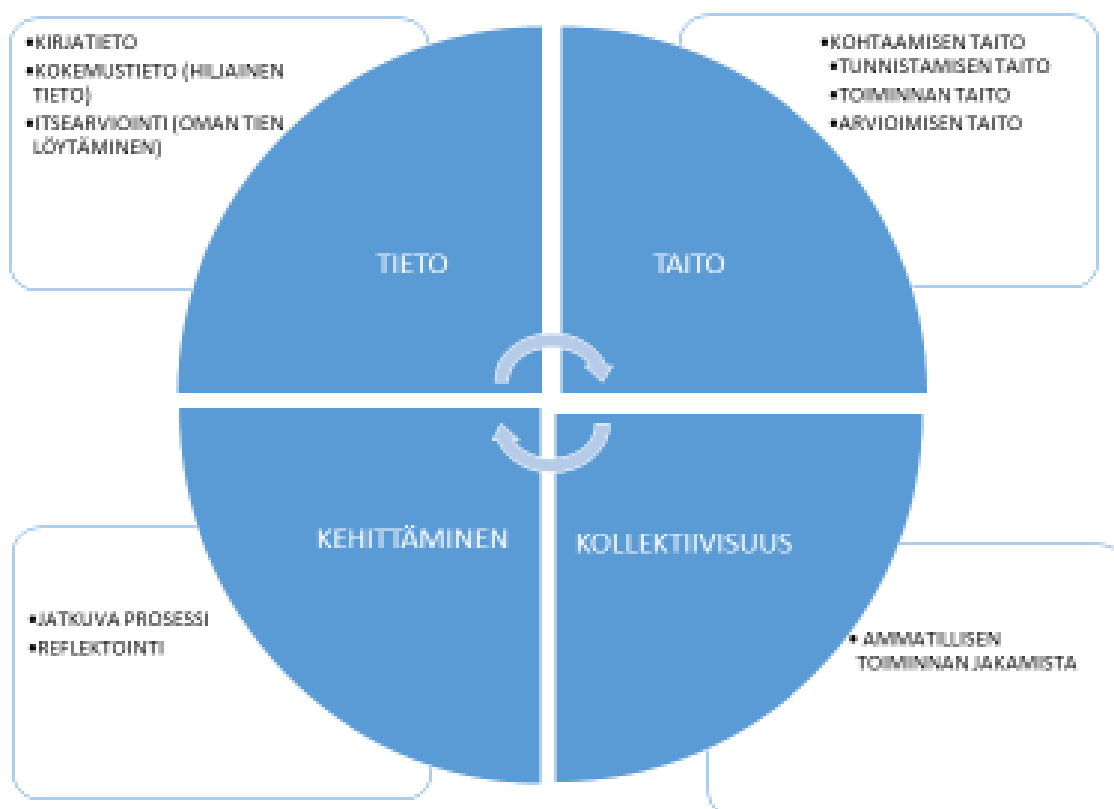 •KIRJATIETO
•KOKEMUSTIETO (HILJAINEN
TIETO)
•ITSEARVIOINTI (OMAN TIEN
LÖYTÄMINEN)
•KOHTAAMISEN TAITO
•TUNNISTAMISEN TAITO
•TOIMINNAN TAITO
•ARVIOIMISEN TAITO
TIETO
TAITO
KEHITTÄMINEN
KOLLEKTIIVISUUS
•JATKUVA PROSESSI
•REFLEKTOINTI
• AMMATILLISEN
TOIMINNAN JAKAMISTA